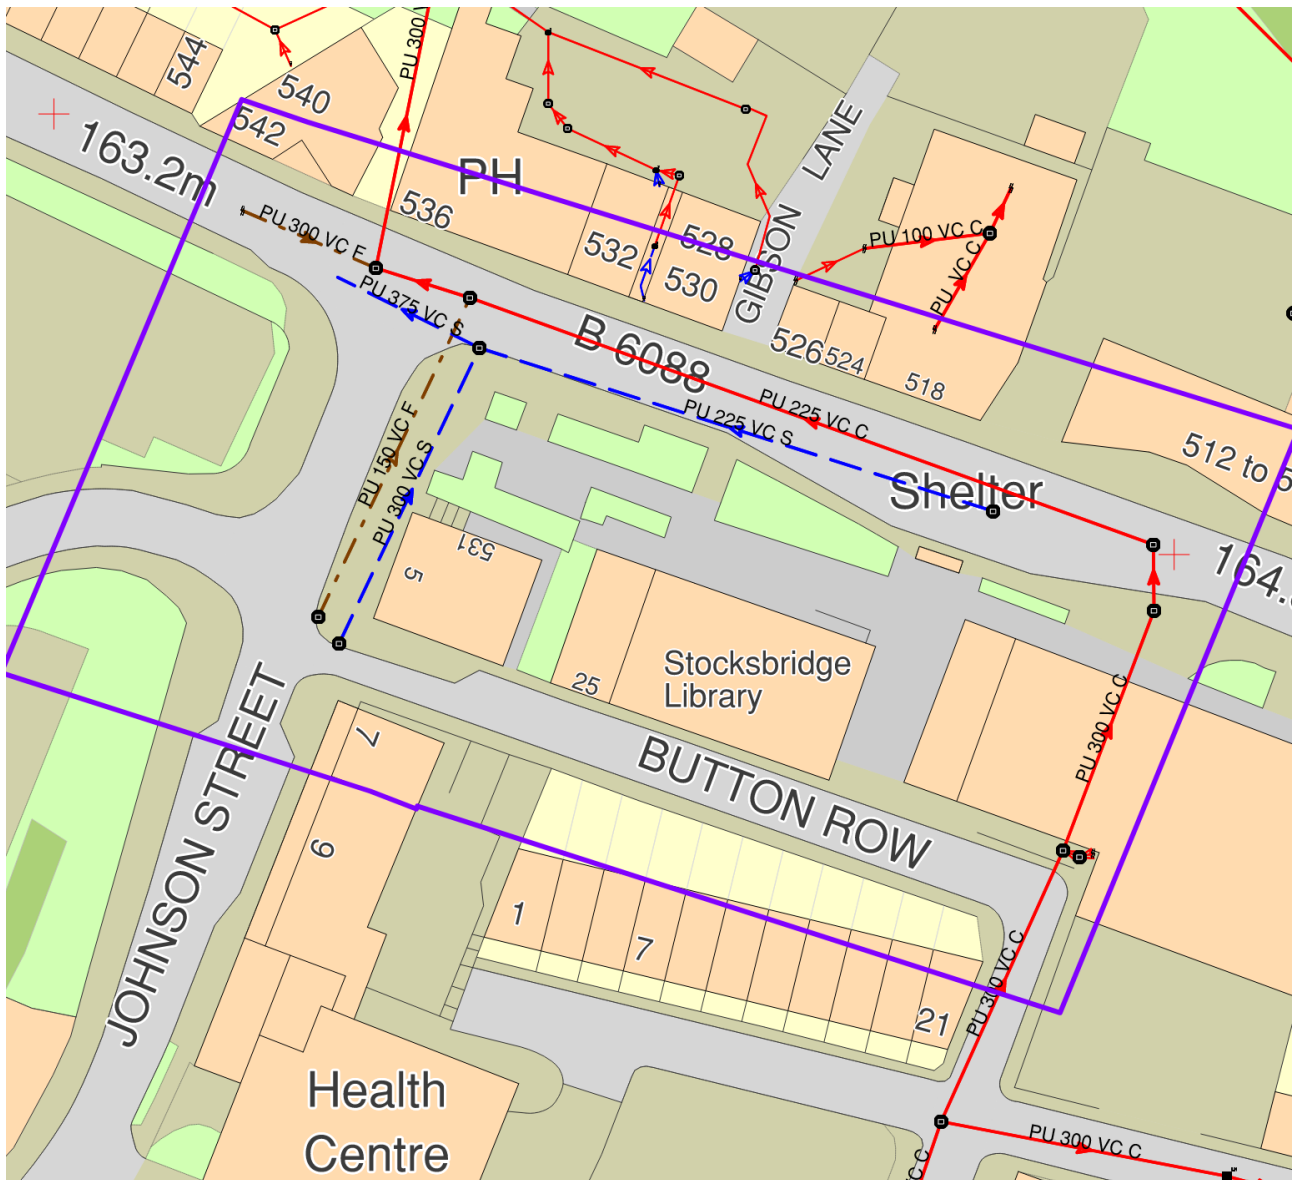 PU 300 V
544
540
542
163.2m
PH
536
LANE
PU 300 VC F
532
528
530
GIBSON
PU 100 VC C
PU VC C
PU 375 VC S
B 6088
526
524
518
PU 225 VC C
PU 225 VC S
512 to 5
Shelter
PU 150 VC F
PU 300 VC S
531
5
164.
25
Stocksbridge
Library
PU 300 VC C
JOHNSON STREET
7
BUTTON ROW
9
1
7
21
PU 300 VC C
Health
Centre
PU 300 VC C
VC C